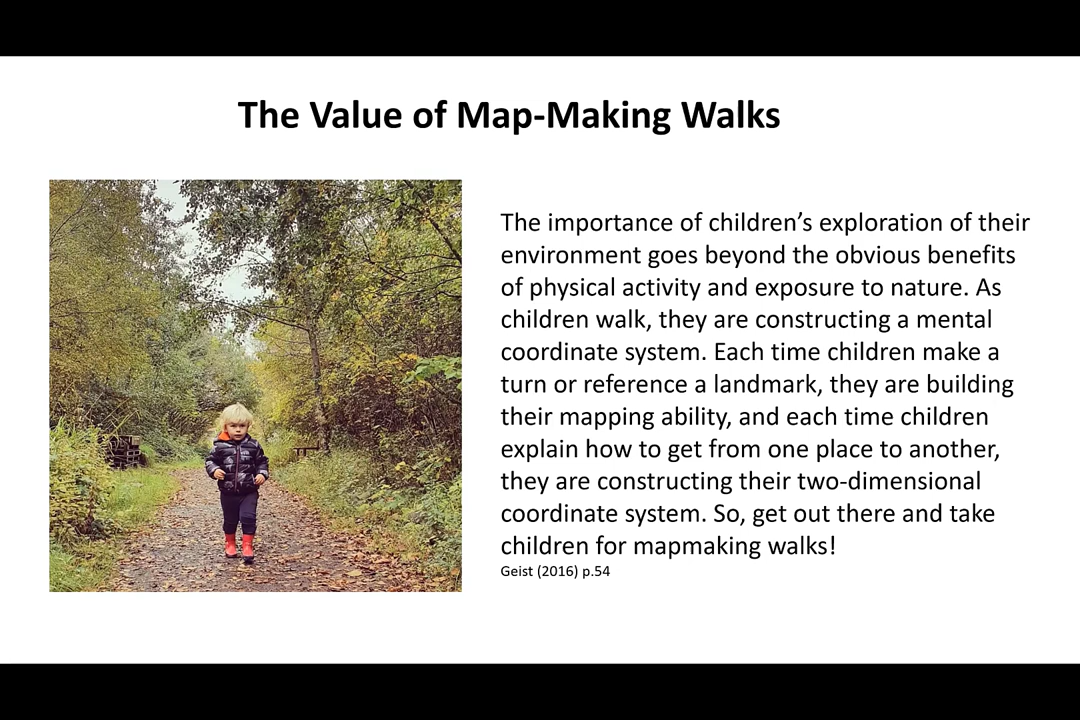 The Value of Map-Making Walks
The importance of children’s exploration of their
environment goes beyond the obvious benefits
of physical activity and exposure to nature. As
children walk, they are constructing a mental
coordinate system. Each time children make a
turn or reference a landmark, they are building
their mapping ability, and each time children
explain how to get from one place to another,
they are constructing their two-dimensional
coordinate system. So, get out there and take
children for mapmaking walks!
Geist (2016) p.54